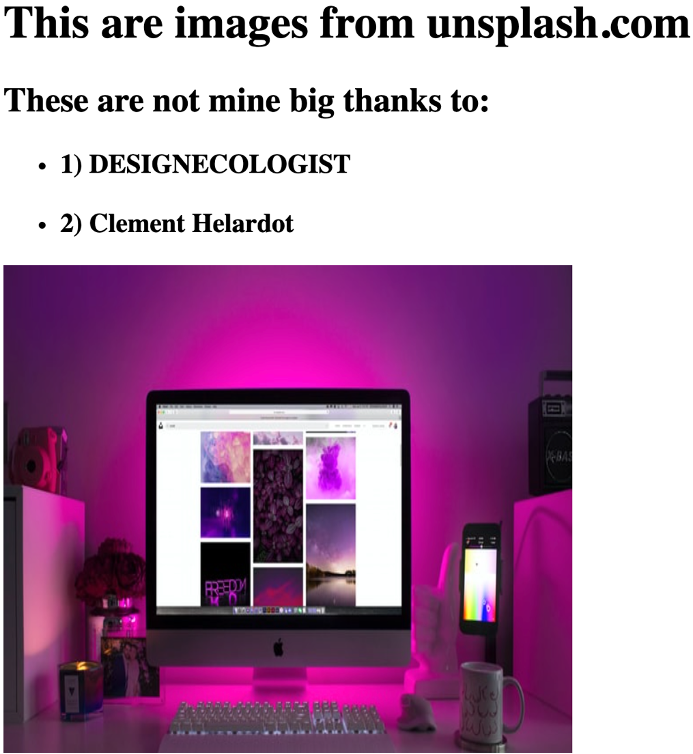 This are images from unsplash.com
These are not mine big thanks to:
• 1) DESIGNECOLOGIST
• 2) Clement Helardot
FREEDOM